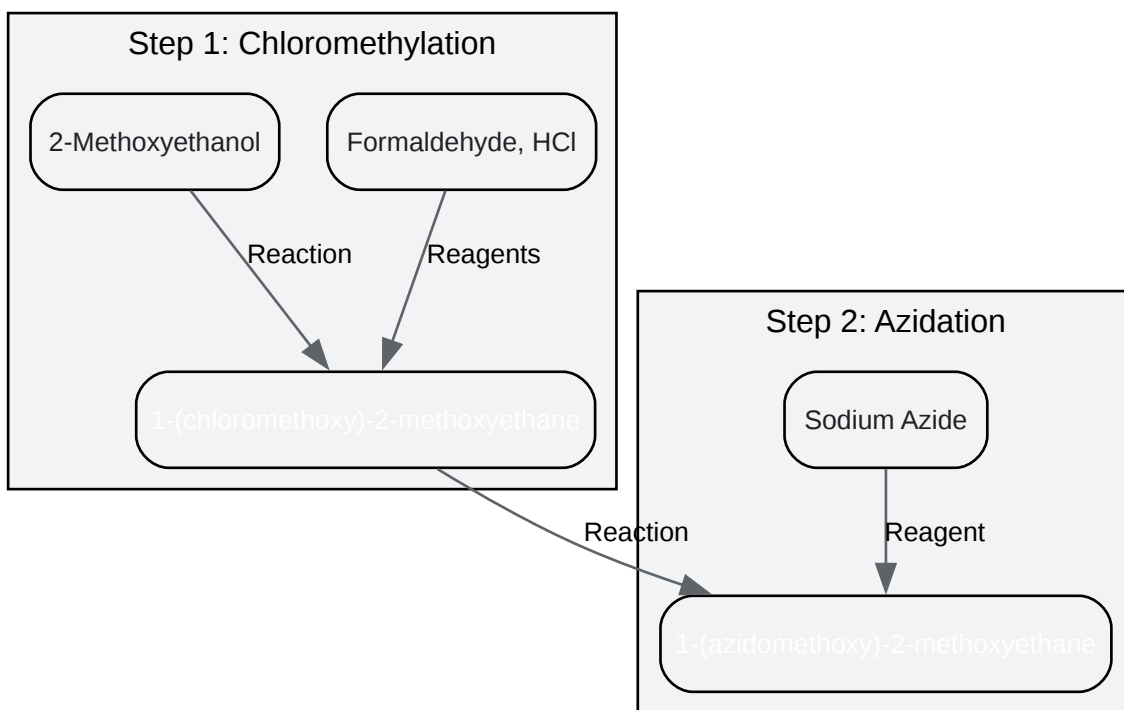 Step 1: Chloromethylation
2-Methoxyethanol
Formaldehyde, HCl
Reaction
Reagents
1-(chloromethoxy)-2-methoxyethane
Step 2: Azidation
Sodium Azide
Reaction
Reagent
1-(azidomethoxy)-2-methoxyethane